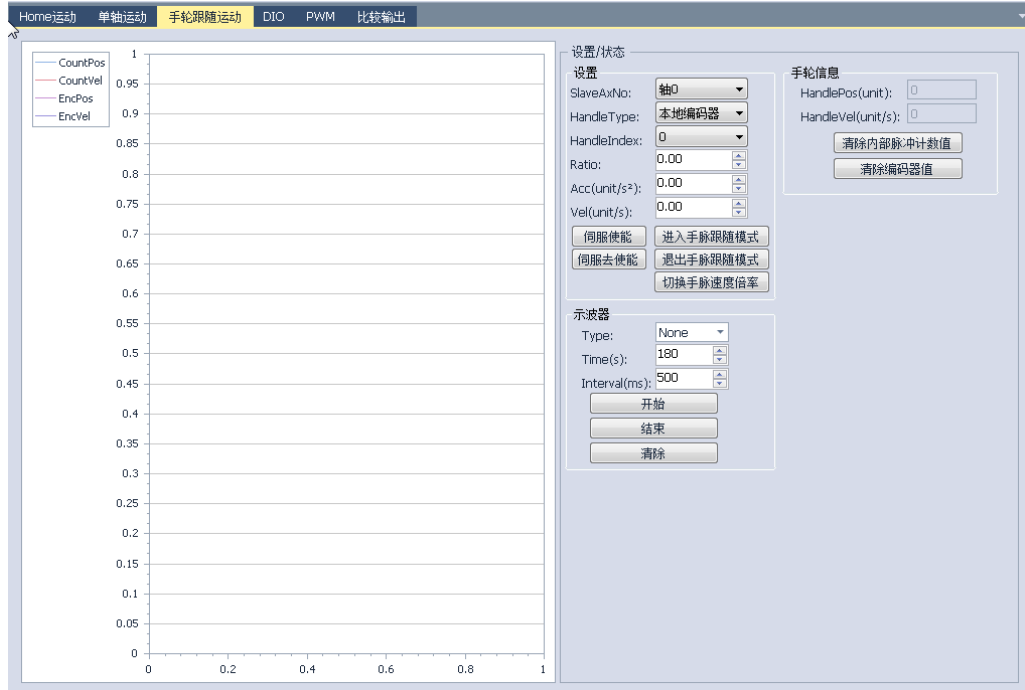 Home运动 单轴运动 手轮跟随运动 DIO PWM 比较输出
CountPos
CountVel
EncPos
EncVel
1
0.95
0.9
0.85
0.8
0.75
0.7
0.65
0.6
0.55
0.5
0.45
0.4
0.35
0.3
0.25
0.2
0.15
0.1
0.05
0
0 0.2 0.4 0.6 0.8 1
设置/状态
设置
SlaveAxNo: 轴0
HandleType: 本地编码器
HandleIndex: 0
Ratio: 0.00
Acc(unit/s²): 0.00
Vel(unit/s): 0.00
伺服使能 进入手脉跟随模式
伺服去使能 退出手脉跟随模式
切换手脉速度倍率
示波器
Type: None
Time(s): 180
Interval(ms): 500
开始
结束
清除
手轮信息
HandlePos(unit): 0
HandleVel(unit/s): 0
清除内部脉冲计数值
清除编码器值